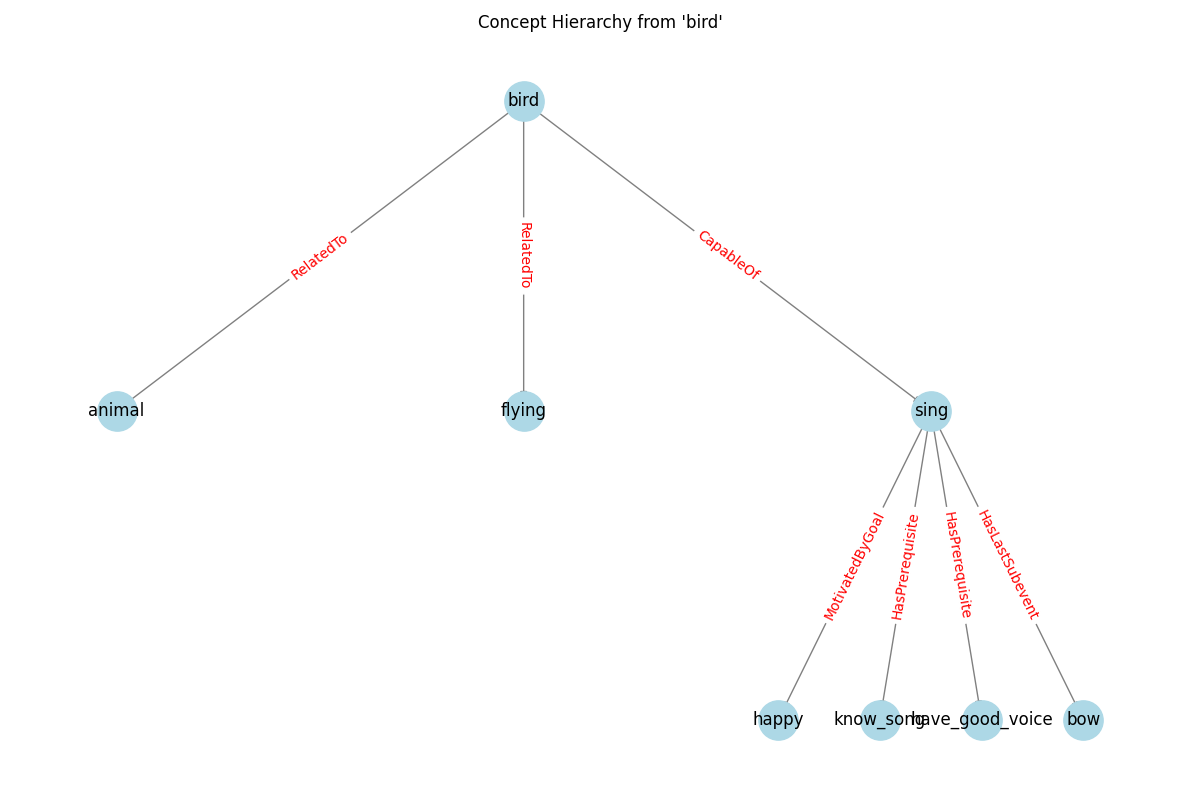 Concept Hierarchy from 'bird'
bird
RelatedTo
RelatedTo
CapableOf
animal
flying
sing
MotivatedByGoal
HasPrerequisite
HasPrerequisite
HasLastSubevent
happy
know_song
have_good_voice
bow